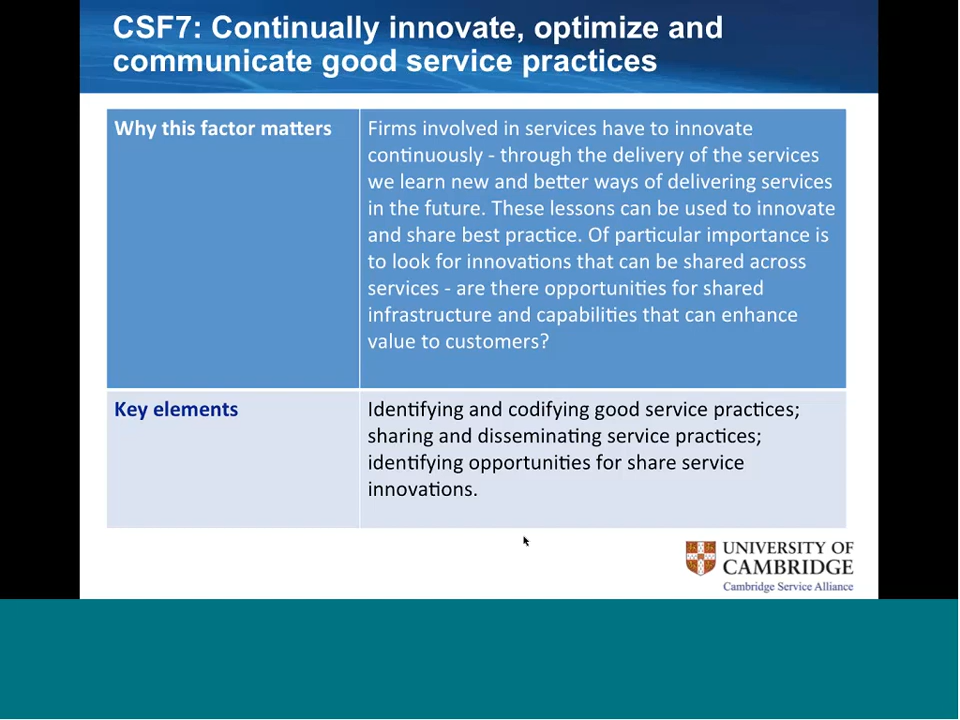 CSF7: Continually innovate, optimize and
communicate good service practices
Why this factor matters
Firms involved in services have to innovate
continuously - through the delivery of the services
we learn new and better ways of delivering services
in the future. These lessons can be used to innovate
and share best practice. Of particular importance is
to look for innovations that can be shared across
services - are there opportunities for shared
infrastructure and capabilities that can enhance
value to customers?
Key elements
Identifying and codifying good service practices;
sharing and disseminating service practices;
identifying opportunities for share service
innovations.
UNIVERSITY OF
CAMBRIDGE
Cambridge Service Alliance